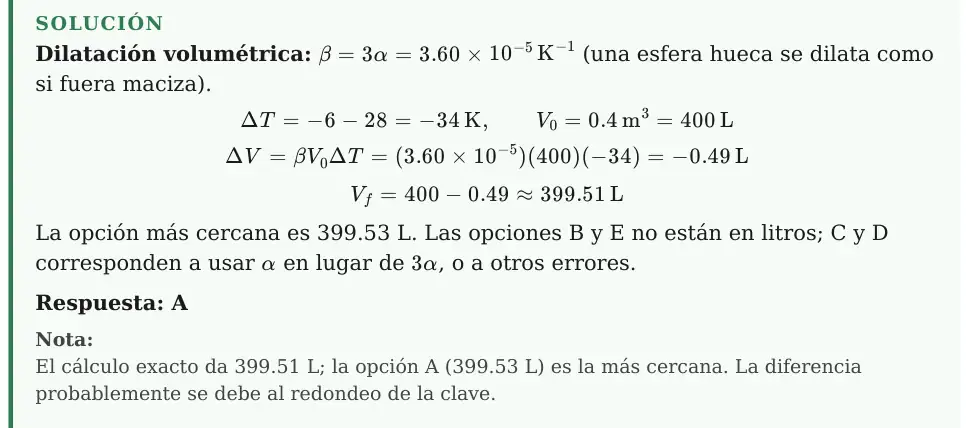 SOLUCIÓN
Dilatación volumétrica: β = 3α = 3.60 × 10⁻⁵ K⁻¹ (una esfera hueca se dilata como
si fuera maciza).
ΔT = −6 − 28 = −34 K, V₀ = 0.4 m³ = 400 L
ΔV = βV₀ΔT = (3.60 × 10⁻⁵)(400)(−34) = −0.49 L
V_f = 400 − 0.49 ≈ 399.51 L
La opción más cercana es 399.53 L. Las opciones B y E no están en litros; C y D
corresponden a usar α en lugar de 3α, o a otros errores.
Respuesta: A
Nota:
El cálculo exacto da 399.51 L; la opción A (399.53 L) es la más cercana. La diferencia
probablemente se debe al redondeo de la clave.